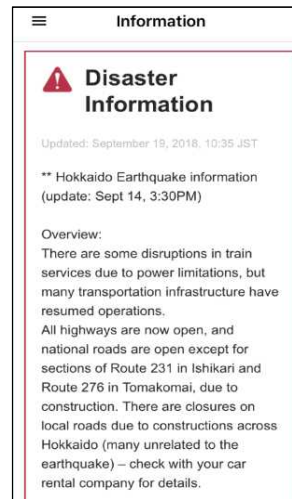 Information
Disaster
Information
Updated: September 19, 2018, 10:35 JST
** Hokkaido Earthquake information
(update: Sept 14, 3:30PM)
Overview:
There are some disruptions in train
services due to power limitations, but
many transportation infrastructure have
resumed operations.
All highways are now open, and
national roads are open except for
sections of Route 231 in Ishikari and
Route 276 in Tomakomai, due to
construction. There are closures on
local roads due to constructions across
Hokkaido (many unrelated to the
earthquake) – check with your car
rental company for details.